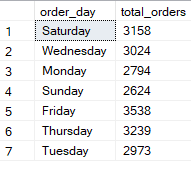 order_day total_orders
1 Saturday 3158
2 Wednesday 3024
3 Monday 2794
4 Sunday 2624
5 Friday 3538
6 Thursday 3239
7 Tuesday 2973